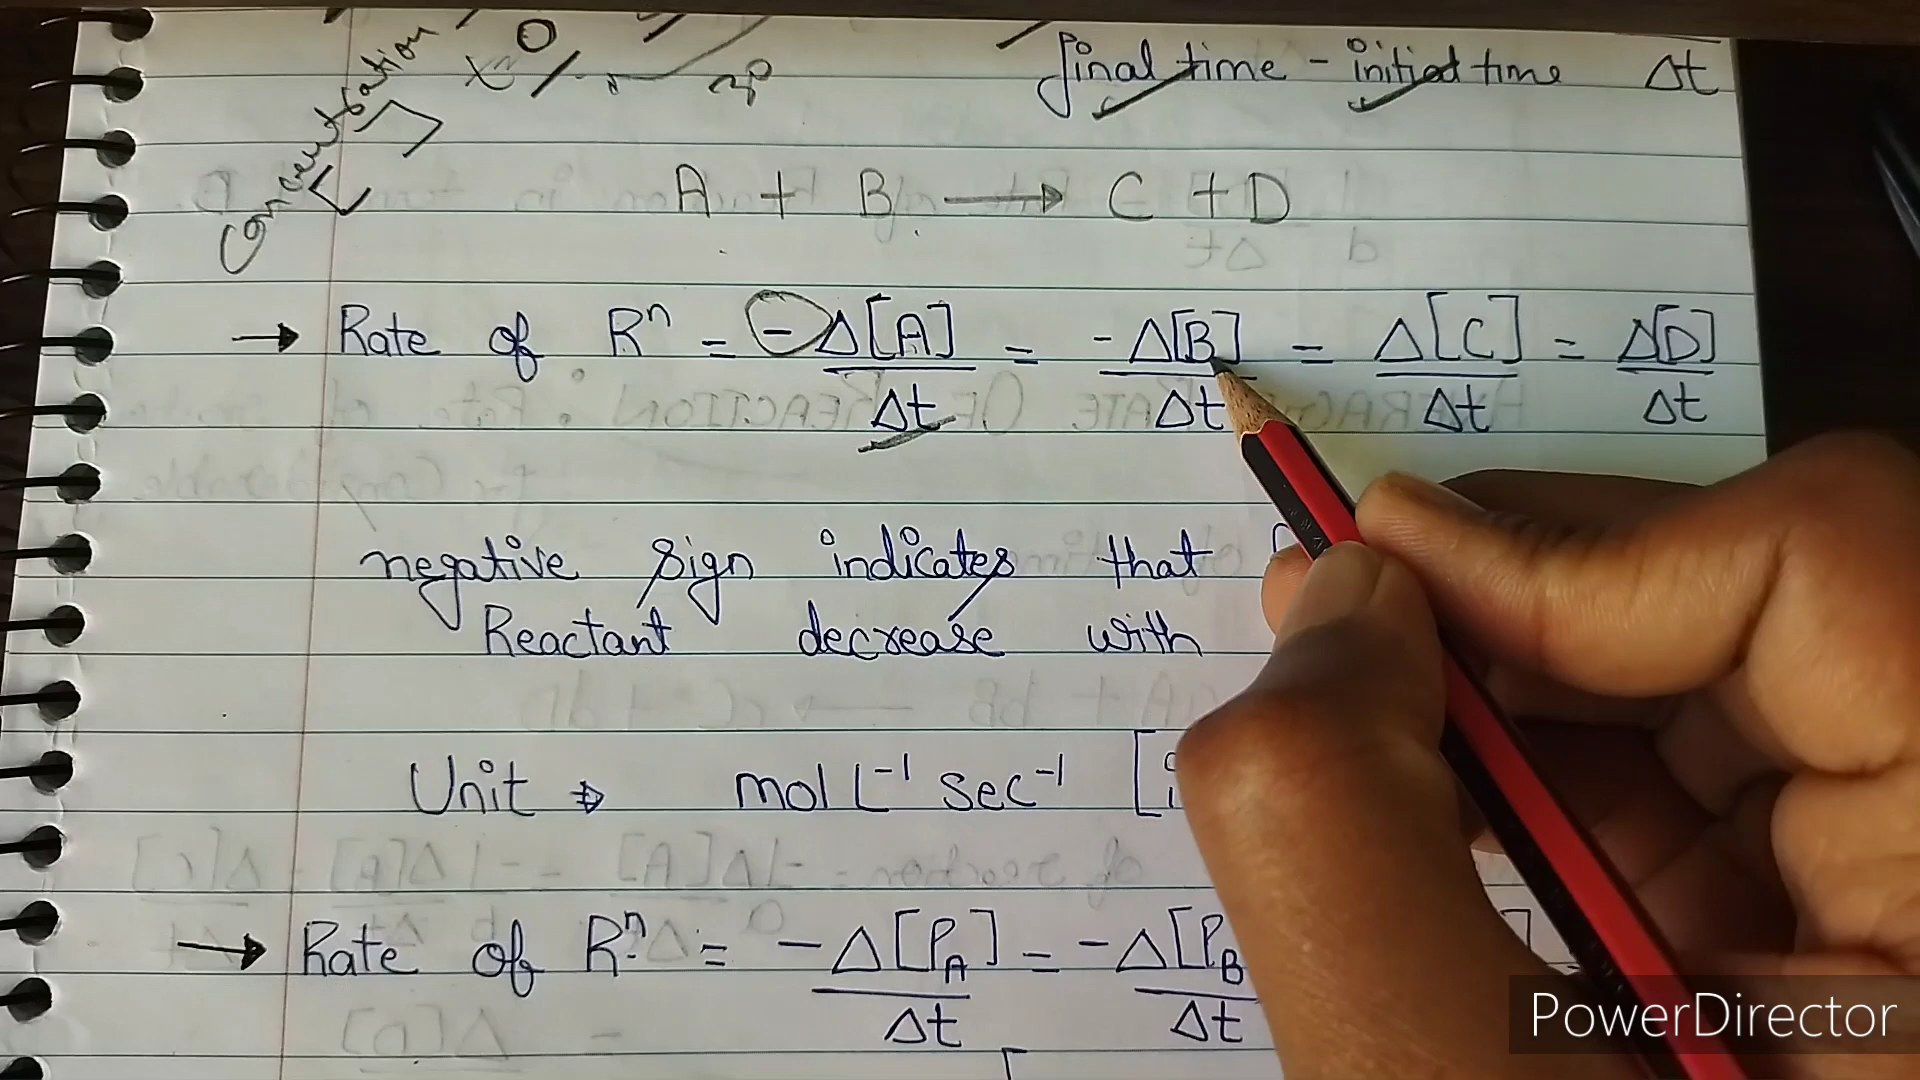 Concentration
final time - initial time Δt
A + B ⟶ C + D
→ Rate of Rⁿ = -Δ[A]/Δt = -Δ[B]/Δt = Δ[C]/Δt = Δ[D]/Δt
negative sign indicates that
Reactant decrease with
Unit → mol L⁻¹ sec⁻¹ [
→ Rate of Rⁿ = -Δ[P_A]/Δt = -Δ[P_B/Δt
PowerDirector